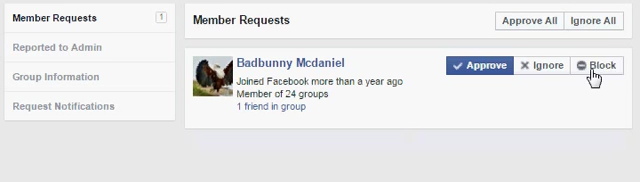 Member Requests 1
Reported to Admin
Group Information
Request Notifications
Member Requests
Approve All Ignore All
Badbunny Mcdaniel
Joined Facebook more than a year ago
Member of 24 groups
1 friend in group
Approve Ignore Block